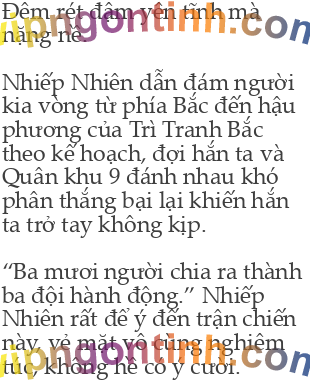 Đêm rét đậm yên tĩnh mà
nặng nề.
Nhiếp Nhiên dẫn đám người
kia vòng từ phía Bắc đến hậu
phương của Trì Tranh Bắc
theo kế hoạch, đợi hắn ta và
Quân khu 9 đánh nhau khó
phân thắng bại lại khiến hắn
ta trở tay không kịp.
“Ba mươi người chia ra thành
ba đội hành động.” Nhiếp
Nhiên rất để ý đến trận chiến
này, vẻ mặt vô cùng nghiêm
túc, không hề có ý cười.
vipngontinh.com
vipngontinh.com